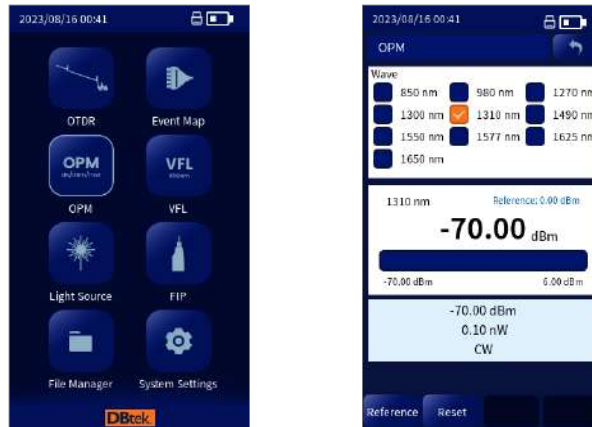 2023/08/16 00:41
OTDR
Event Map
OPM
VFL
OPM
VFL
Light Source
FIP
File Manager
System Settings
DBtek
2023/08/16 00:41
OPM
Wave
850 nm
980 nm
1270 nm
1300 nm
1310 nm
1490 nm
1550 nm
1577 nm
1625 nm
1650 nm
1310 nm
Reference: 0.00 dBm
-70.00 dBm
-70.00 dBm
6.00 dBm
-70.00 dBm
0.10 nW
CW
Reference
Reset